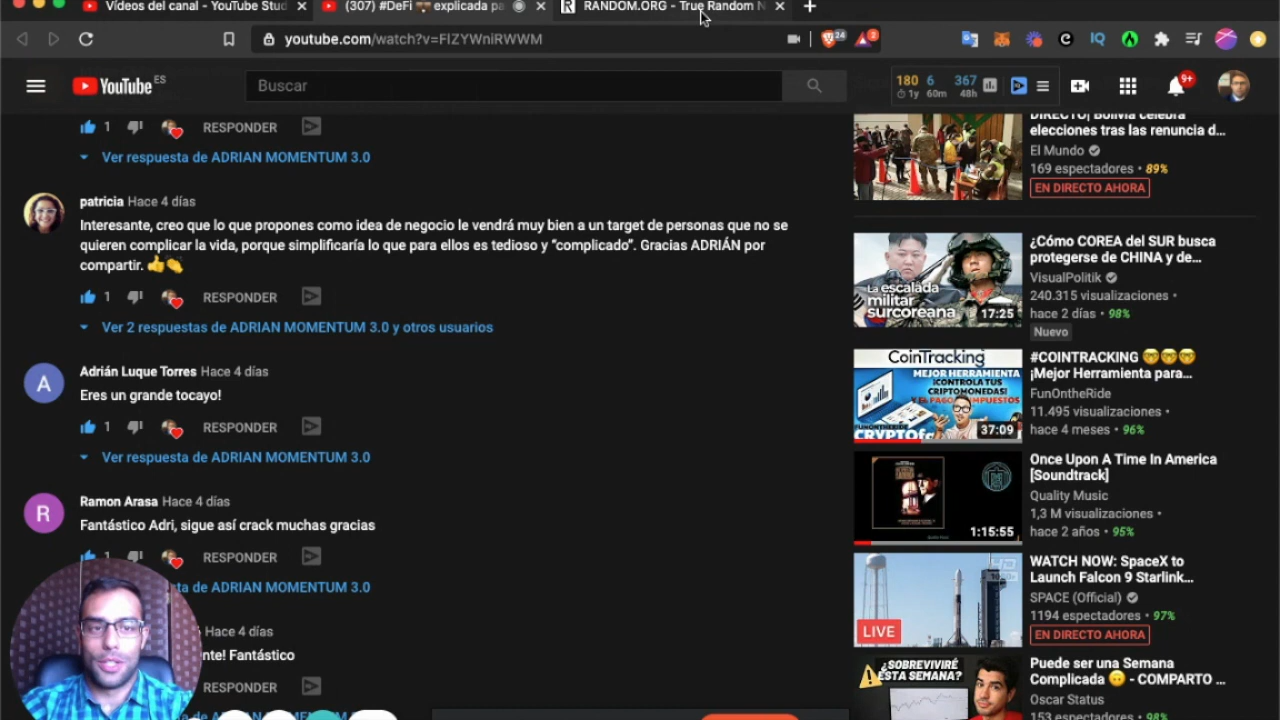 Vídeos del canal - YouTube Stud
(307) #DeFi explicada pa
RANDOM.ORG - True Random N
youtube.com/watch?v=FIZYWniRWWM
24
2
YouTube ES
Buscar
180 6 367
1y 60m 48h
9+
1 RESPONDER
Ver respuesta de ADRIAN MOMENTUM 3.0
patricia Hace 4 días
Interesante, creo que lo que propones como idea de negocio le vendrá muy bien a un target de personas que no se
quieren complicar la vida, porque simplificaría lo que para ellos es tedioso y “complicado”. Gracias ADRIÁN por
compartir. 👍👏
1 RESPONDER
Ver 2 respuestas de ADRIAN MOMENTUM 3.0 y otros usuarios
A
Adrián Luque Torres Hace 4 días
Eres un grande tocayo!
1 RESPONDER
Ver respuesta de ADRIAN MOMENTUM 3.0
R
Ramon Arasa Hace 4 días
Fantástico Adri, sigue así crack muchas gracias
1 RESPONDER
ta de ADRIAN MOMENTUM 3.0
Hace 4 días
nte! Fantástico
RESPONDER
DIRECTO| Bolivia celebra
elecciones tras las renuncia d...
El Mundo
169 espectadores • 89%
EN DIRECTO AHORA
La escalada
militar
surcoreana
17:25
¿Cómo COREA del SUR busca
protegerse de CHINA y de...
VisualPolitik
240.315 visualizaciones •
hace 2 días • 98%
Nuevo
CoinTracking
MEJOR HERRAMIENTA
¡CONTROLA TUS
CRIPTOMONEDAS!
Y EL PAGO IMPUESTOS
FUNONTHERIDE
37:09
#COINTRACKING 🤓🤓🤓
¡Mejor Herramienta para...
FunOntheRide
11.495 visualizaciones •
hace 4 meses • 96%
1:15:55
Once Upon A Time In America
[Soundtrack]
Quality Music
1,3 M visualizaciones •
hace 2 años • 95%
LIVE
WATCH NOW: SpaceX to
Launch Falcon 9 Starlink...
SPACE (Official)
1194 espectadores • 97%
EN DIRECTO AHORA
¿SOBREVIVIRÉ
ESTA SEMANA?
Puede ser una Semana
Complicada 🙃 - COMPARTO ...
Oscar Status
153 espectadores • 98%